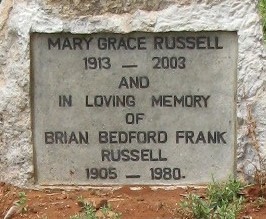 MARY GRACE RUSSELL
1913 — 2003
AND
IN LOVING MEMORY
OF
BRIAN BEDFORD FRANK
RUSSELL
1905 — 1980.